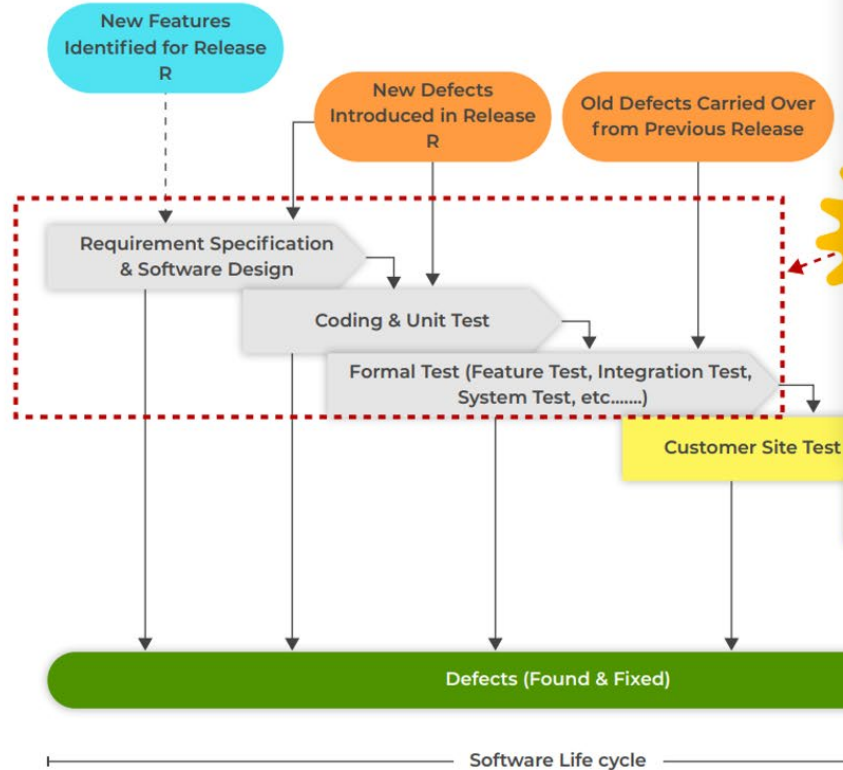 New Features
Identified for Release
R
New Defects
Introduced in Release
R
Old Defects Carried Over
from Previous Release
Requirement Specification
& Software Design
Coding & Unit Test
Formal Test (Feature Test, Integration Test,
System Test, etc.......)
Customer Site Test
Defects (Found & Fixed)
Software Life cycle